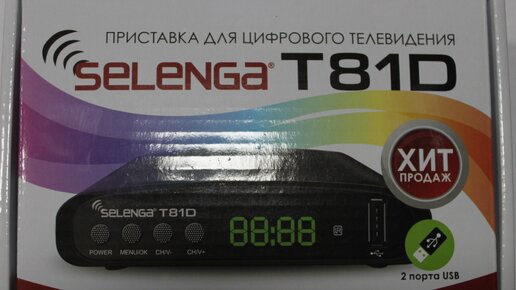 ПРИСТАВКА ДЛЯ ЦИФРОВОГО ТЕЛЕВИДЕНИЯ
SELENGA® T81D
ХИТ
ПРОДАЖ
SELENGA® T81D
88:88
POWER MENU/OK CH/V- CH/V+
2 порта USB